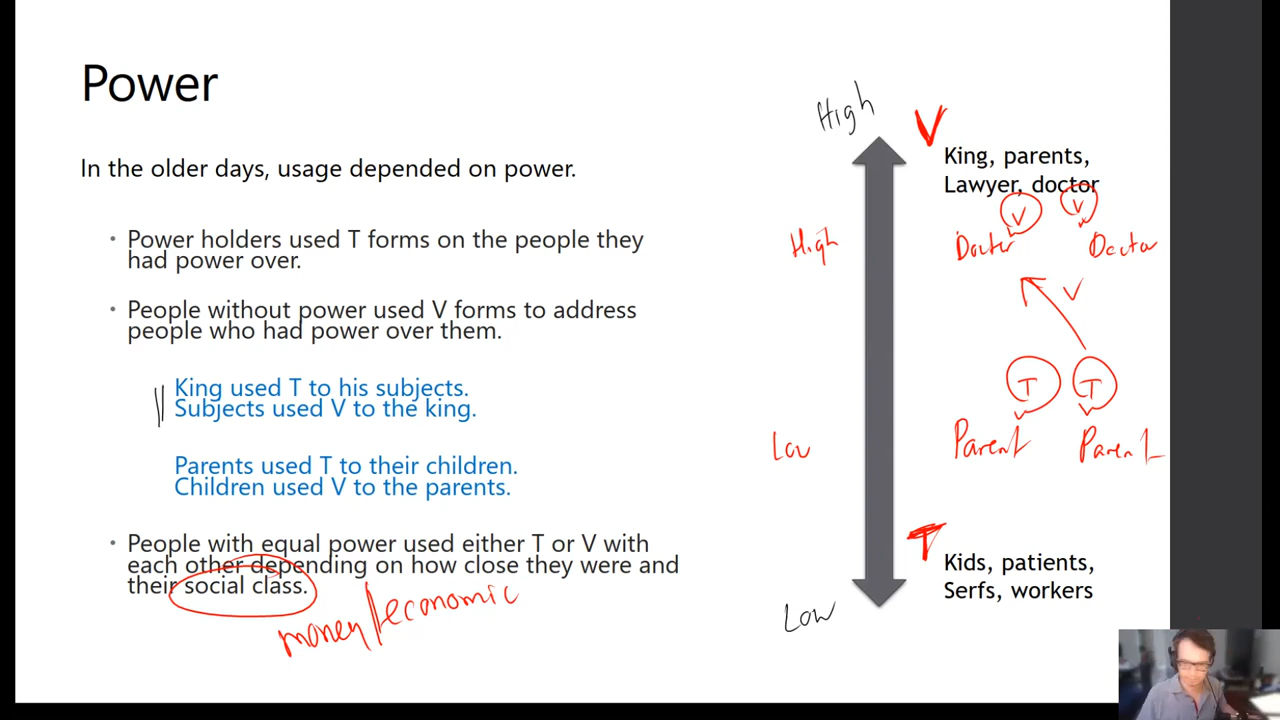 Power
In the older days, usage depended on power.
• Power holders used T forms on the people they
had power over.
• People without power used V forms to address
people who had power over them.
King used T to his subjects.
Subjects used V to the king.
Parents used T to their children.
Children used V to the parents.
• People with equal power used either T or V with
each other depending on how close they were and
their social class.
money/economic
High
V
King, parents,
Lawyer, doctor
V V
High
Doctor Doctor
V
T T
Low
Parent Parent
T
Kids, patients,
Serfs, workers
Low